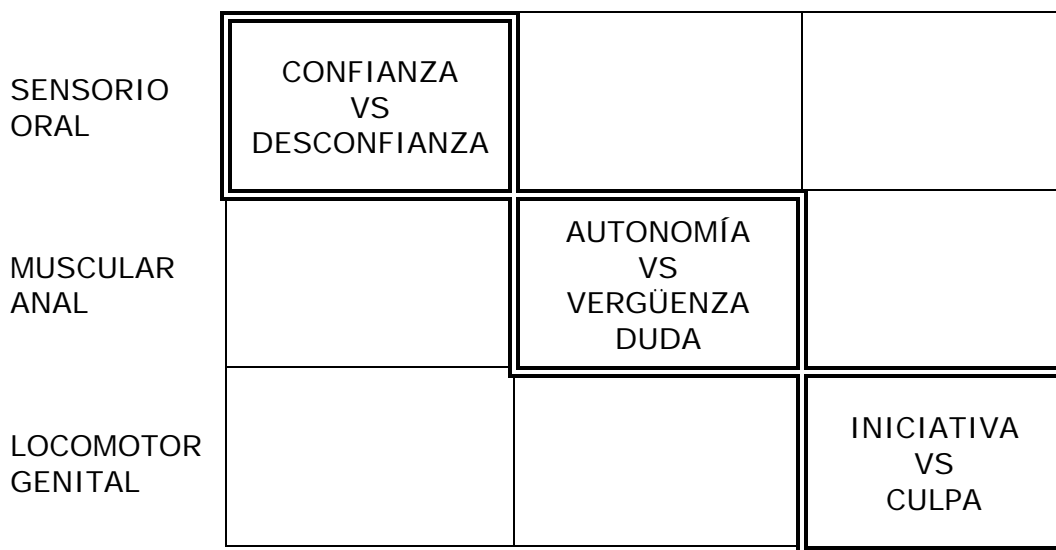 SENSORIO
ORAL
CONFIANZA
VS
DESCONFIANZA
MUSCULAR
ANAL
AUTONOMÍA
VS
VERGÜENZA
DUDA
LOCOMOTOR
GENITAL
INICIATIVA
VS
CULPA